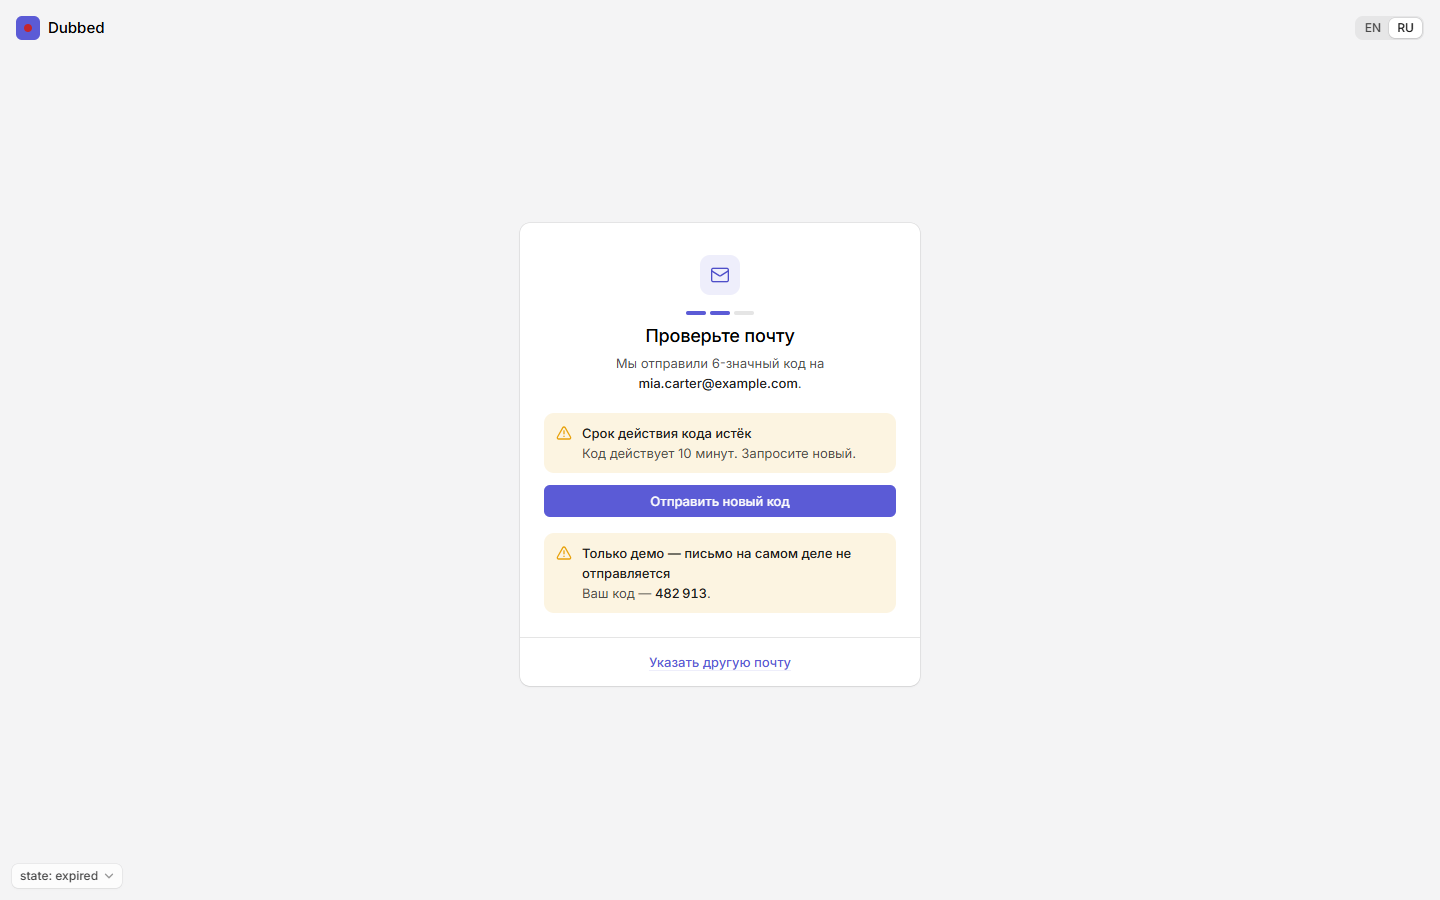 Dubbed
EN RU
Проверьте почту
Мы отправили 6-значный код на
mia.carter@example.com.
Срок действия кода истёк
Код действует 10 минут. Запросите новый.
Отправить новый код
Только демо — письмо на самом деле не
отправляется
Ваш код — 482 913.
Указать другую почту
state: expired